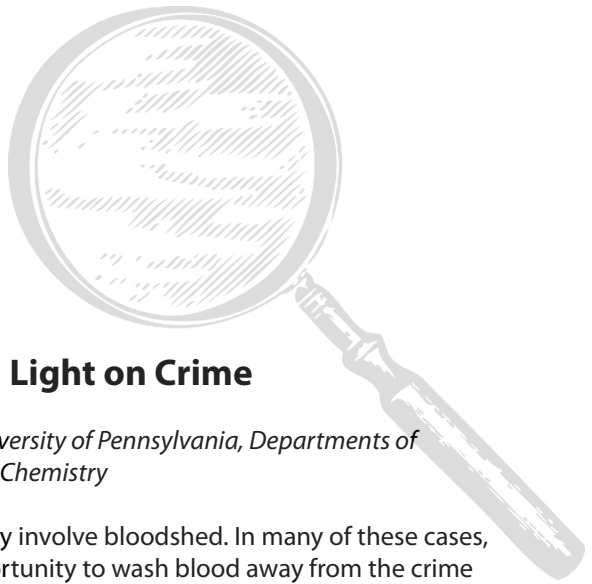 Light on Crime
versity of Pennsylvania, Departments of
Chemistry
y involve bloodshed. In many of these cases,
ortunity to wash blood away from the crime